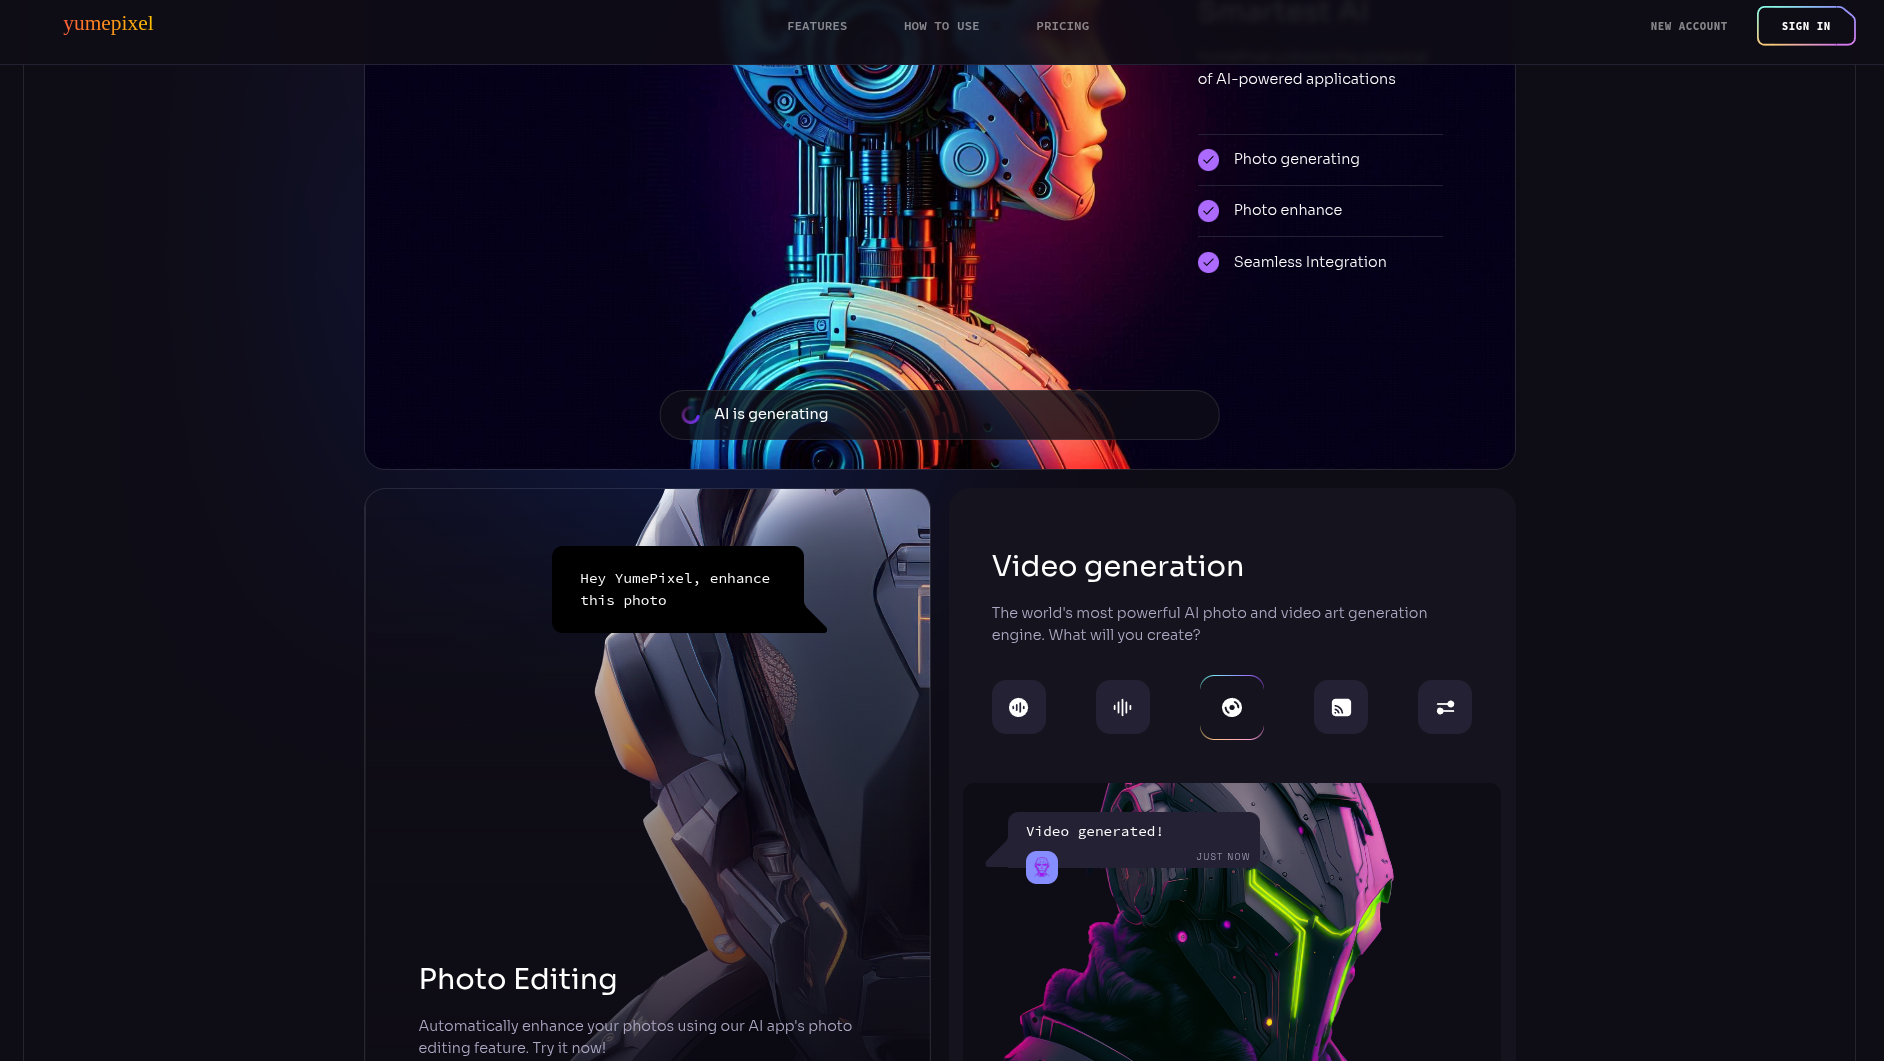 yumepixel
FEATURES
HOW TO USE
PRICING
NEW ACCOUNT
SIGN IN
Smartest AI
of AI-powered applications
Photo generating
Photo enhance
Seamless Integration
AI is generating
Hey YumePixel, enhance
this photo
Photo Editing
Automatically enhance your photos using our AI app's photo
editing feature. Try it now!
Video generation
The world's most powerful AI photo and video art generation
engine. What will you create?
Video generated!
JUST NOW